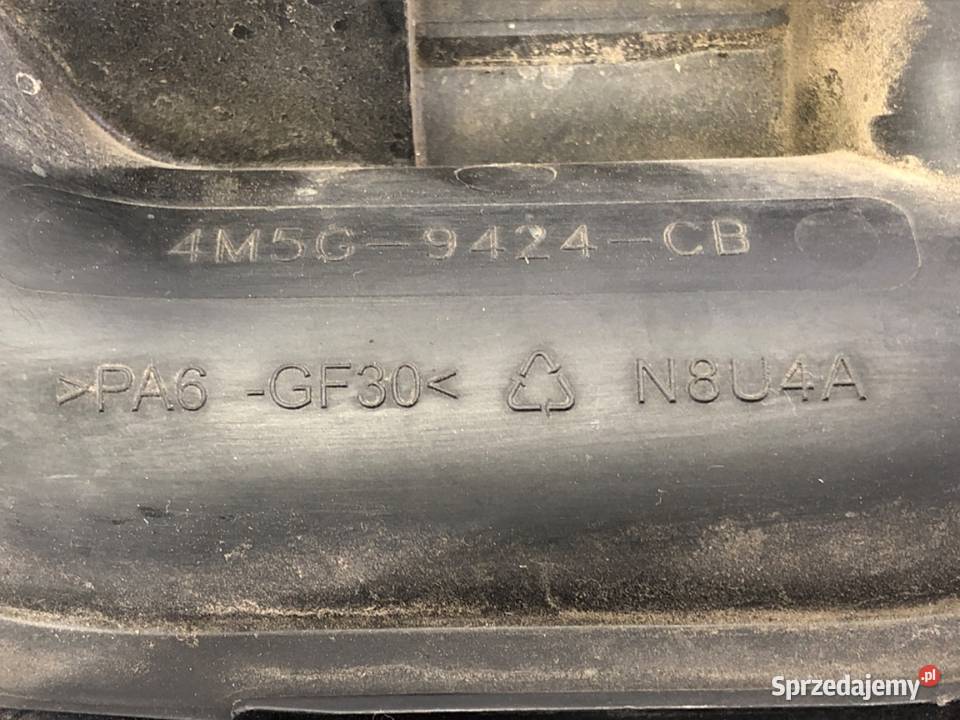 4M5G-9424-CB
>PA6 -GF30< N8U4A
Sprzedajemy.pl